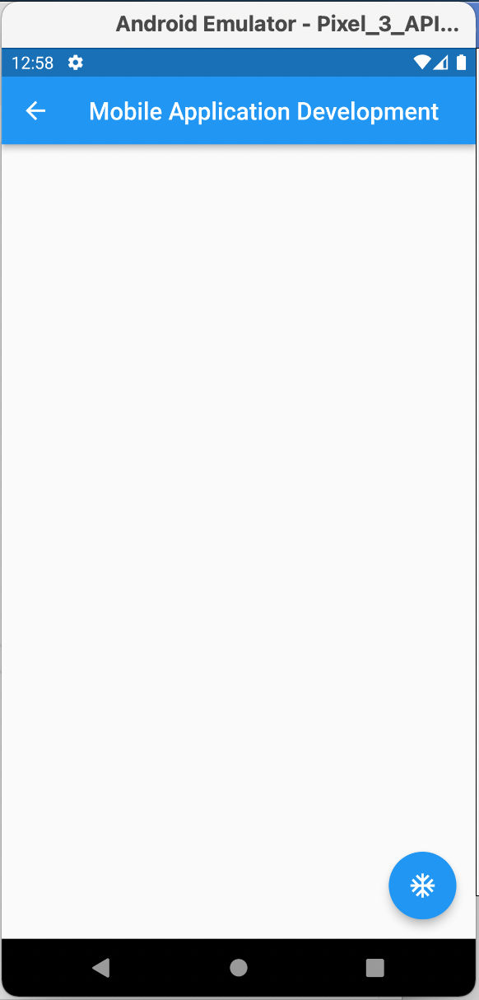 Android Emulator - Pixel_3_API...
12:58
Mobile Application Development